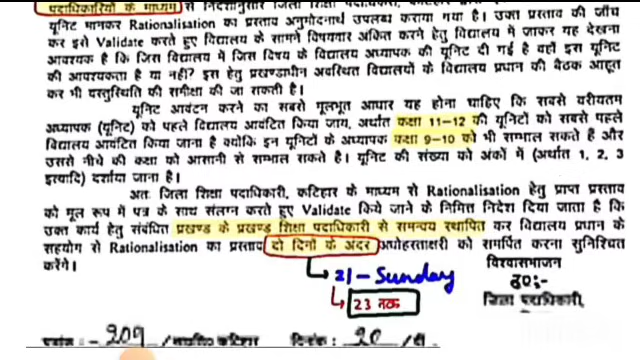 पदाधिकारियों के माध्यम से निदेशानुसार जिला शिक्षा पदाधिकारी,
यूनिट मानकर Rationalisation का प्रस्ताव अनुमोदनार्थ उपलब्ध कराया गया है। उक्त प्रस्ताव की जाँच
कर इसे Validate करते हुए विद्यालय के सामने विषयवार अंकित करने हेतु विद्यालय में जाकर यह देखना
आवश्यक है कि जिस विद्यालय में जिस विषय के विद्यालय अध्यापक की यूनिट दी गई है वहाँ इस यूनिट
की आवश्यकता है या नहीं? इस हेतु प्रखण्डाधीन अवस्थित विद्यालयों के विद्यालय प्रधान की बैठक आहूत
कर भी वस्तुस्थिति की समीक्षा की जा सकती है।
यूनिट आवंटन करने का सबसे मूलभूत आधार यह होना चाहिए कि सबसे वरीयतम
अध्यापक (यूनिट) को पहले विद्यालय आवंटित किया जाय, अर्थात कक्षा 11–12 की यूनिटों को सबसे पहले
विद्यालय आवंटित किया जाना है क्योंकि इन यूनिटों के अध्यापक कक्षा 9–10 को भी सम्भाल सकते है और
उससे नीचे की कक्षा को आसानी से सम्भाल सकते है। यूनिट की संख्या को अंकों में (अर्थात 1, 2, 3
इत्यादि) दर्शाया जाना है।
अतः जिला शिक्षा पदाधिकारी, कटिहार के माध्यम से Rationalisation हेतु प्राप्त प्रस्ताव
को मूल रूप में पत्र के साथ संलग्न करते हुए Validate किये जाने के निमित्त निदेश दिया जाता है कि
उक्त कार्य हेतु संबंधित प्रखण्ड के प्रखण्ड शिक्षा पदाधिकारी से समन्वय स्थापित कर विद्यालय प्रधान के
सहयोग से Rationalisation का प्रस्ताव दो दिनों के अंदर अधोहस्ताक्षरी को समर्पित करना सुनिश्चित
करेंगे।
विश्वासभाजन
21 – Sunday
ह0:-
23 तक
जिला पदाधिकारी,
दिनांक:- 20